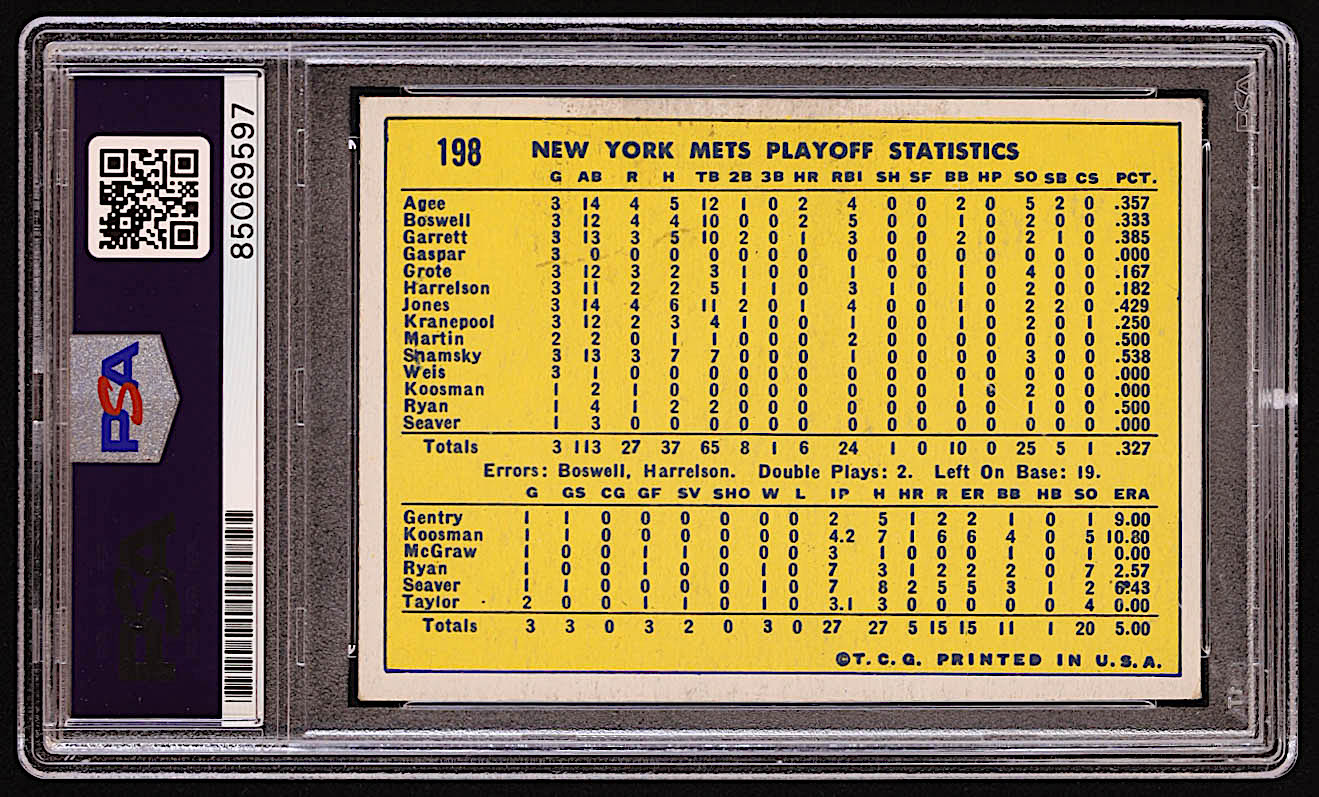 85069597
PSA
PSA
198 NEW YORK METS PLAYOFF STATISTICS
G AB R H TB 2B 3B HR RBI SH SF BB HP SO SB CS PCT.
Agee 3 14 4 5 12 1 0 2 4 0 0 2 0 5 2 0 .357
Boswell 3 12 4 4 10 0 0 2 5 0 0 1 0 2 0 0 .333
Garrett 3 13 3 5 10 2 0 1 3 0 0 2 0 2 1 0 .385
Gaspar 3 0 0 0 0 0 0 0 0 0 0 0 0 0 0 0 .000
Grote 3 12 3 2 3 1 0 0 1 0 0 1 0 4 0 0 .167
Harrelson 3 11 2 2 5 1 1 0 3 1 0 1 0 2 0 0 .182
Jones 3 14 4 6 11 2 0 1 4 0 0 1 0 2 2 0 .429
Kranepool 3 12 2 3 4 1 0 0 1 0 0 1 0 2 0 1 .250
Martin 2 2 0 1 1 0 0 0 2 0 0 0 0 0 0 0 .500
Shamsky 3 13 3 7 7 0 0 0 1 0 0 0 0 3 0 0 .538
Weis 3 1 0 0 0 0 0 0 0 0 0 0 0 0 0 0 .000
Koosman 1 2 1 0 0 0 0 0 0 0 0 1 0 2 0 0 .000
Ryan 1 4 1 2 2 0 0 0 0 0 0 0 0 1 0 0 .500
Seaver 1 3 0 0 0 0 0 0 0 0 0 0 0 0 0 0 .000
Totals 3 113 27 37 65 8 1 6 24 1 0 10 0 25 5 1 .327
Errors: Boswell, Harrelson. Double Plays: 2. Left On Base: 19.
G GS CG GF SV SHO W L IP H HR R ER BB HB SO ERA
Gentry 1 1 0 0 0 0 0 0 2 5 1 2 2 1 0 1 9.00
Koosman 1 1 0 0 0 0 0 0 4.2 7 1 6 6 4 0 5 10.80
McGraw 1 0 0 1 1 0 0 0 3 1 0 0 0 1 0 1 0.00
Ryan 1 0 0 1 0 0 1 0 7 3 1 2 2 2 0 7 2.57
Seaver 1 1 0 0 0 0 1 0 7 8 2 5 5 3 1 2 6.43
Taylor 2 0 0 1 1 0 1 0 3.1 3 0 0 0 0 0 4 0.00
Totals 3 3 0 3 2 0 3 0 27 27 5 15 15 11 1 20 5.00
©T.C.G. PRINTED IN U.S.A.
PSA